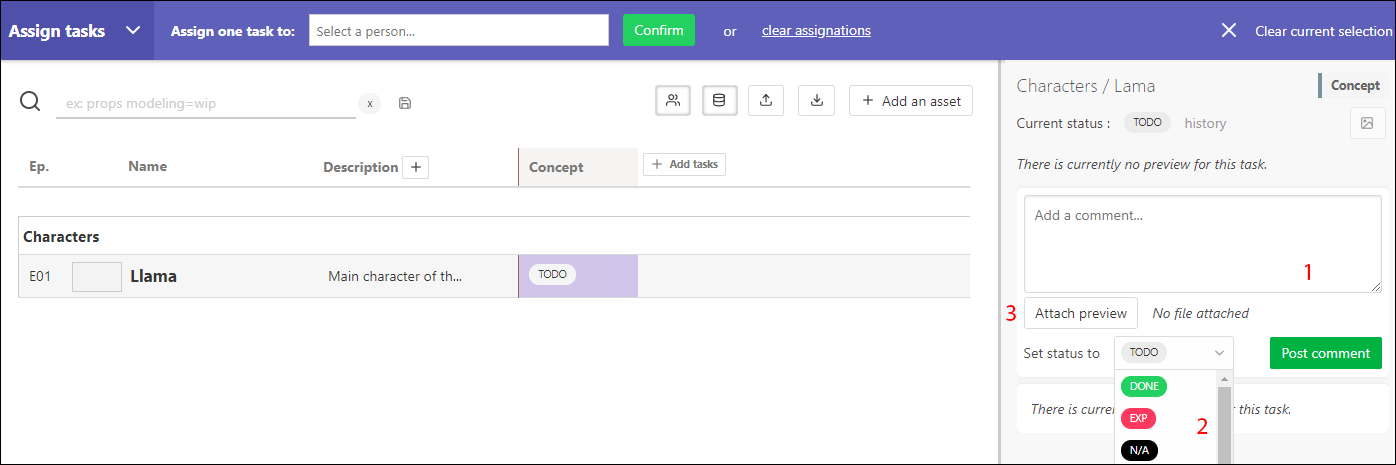 Assign tasks Assign one task to: Select a person... Confirm or clear assignations Clear current selection
ex: props modeling=wip x Add an asset
Ep. Name Description Concept Add tasks
Characters
E01 Llama Main character of th... TODO
Characters / Lama Concept
Current status : TODO history
There is currently no preview for this task.
Add a comment...
1
3 Attach preview No file attached
Set status to TODO Post comment
DONE
There is curre r this task.
EXP
2
N/A